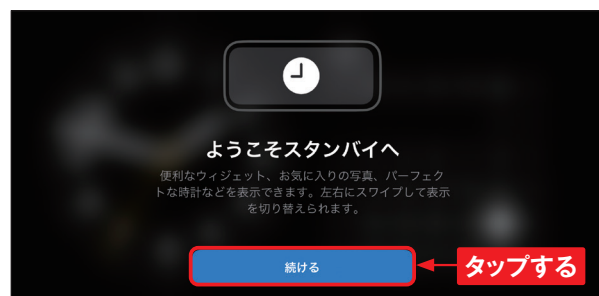 ようこそスタンバイへ
便利なウィジェット、お気に入りの写真、パーフェク
トな時計などを表示できます。左右にスワイプして表示
を切り替えられます。
続ける
タップする